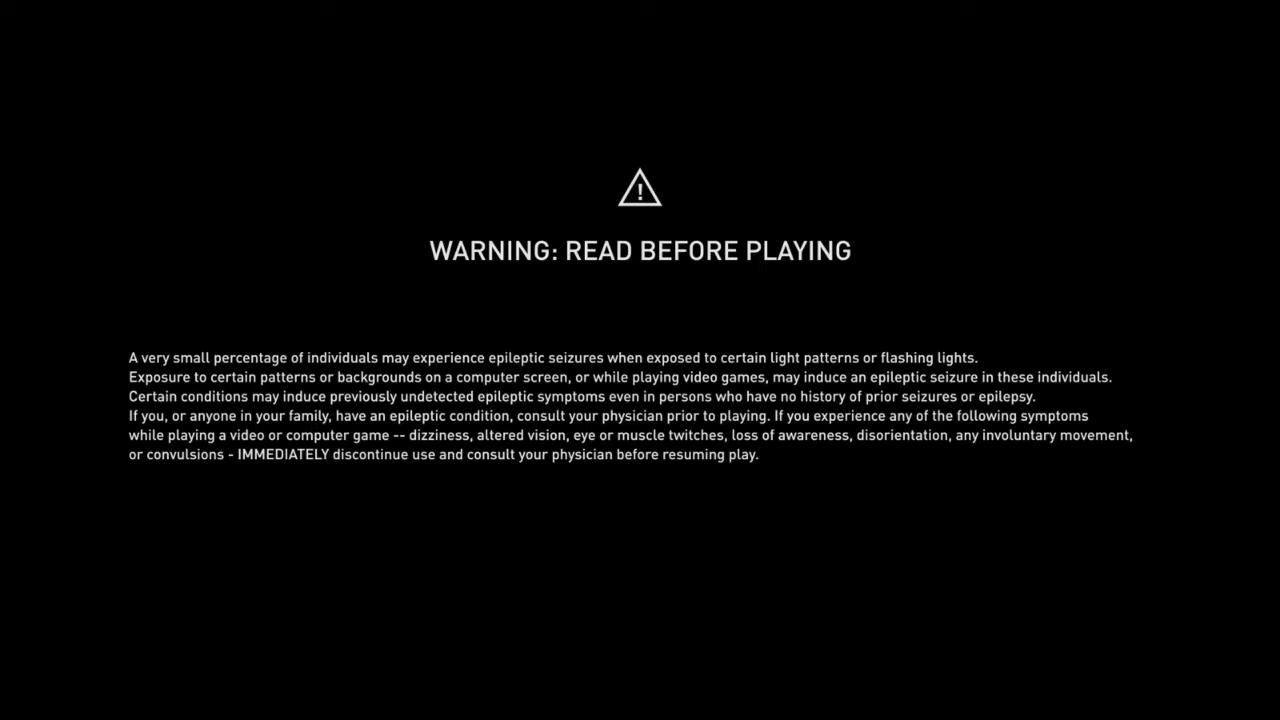 WARNING: READ BEFORE PLAYING
A very small percentage of individuals may experience epileptic seizures when exposed to certain light patterns or flashing lights.
Exposure to certain patterns or backgrounds on a computer screen, or while playing video games, may induce an epileptic seizure in these individuals.
Certain conditions may induce previously undetected epileptic symptoms even in persons who have no history of prior seizures or epilepsy.
If you, or anyone in your family, have an epileptic condition, consult your physician prior to playing. If you experience any of the following symptoms
while playing a video or computer game -- dizziness, altered vision, eye or muscle twitches, loss of awareness, disorientation, any involuntary movement,
or convulsions - IMMEDIATELY discontinue use and consult your physician before resuming play.